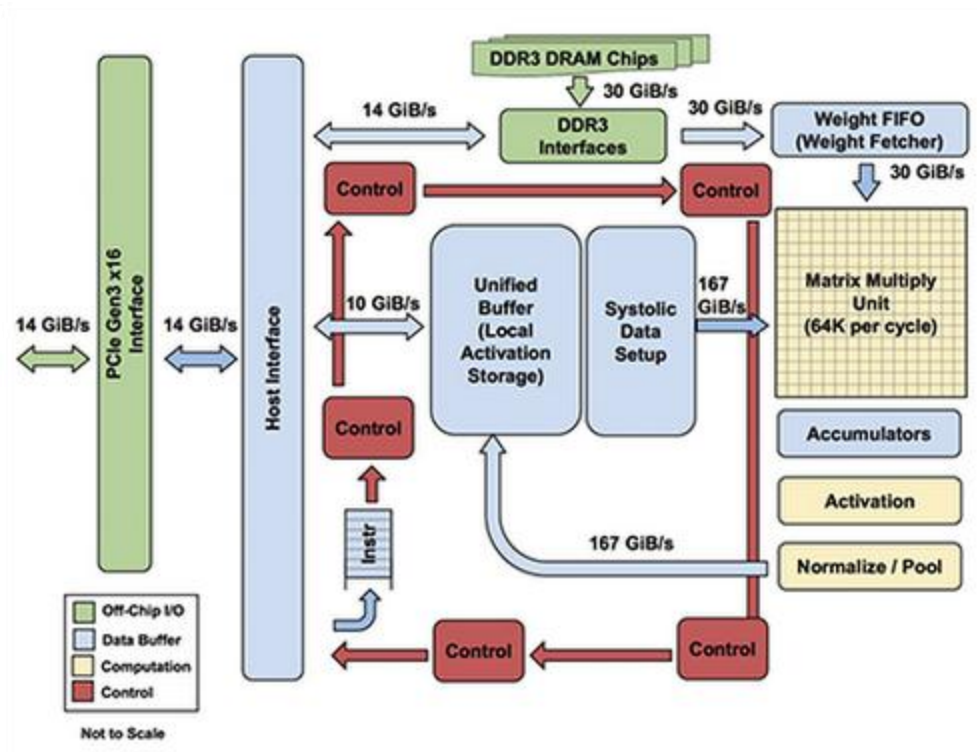 DDR3 DRAM Chips
30 GiB/s
14 GiB/s
DDR3
Interfaces
30 GiB/s
Weight FIFO
(Weight Fetcher)
30 GiB/s
Control
Control
PCIe Gen3 x16
Interface
Host Interface
14 GiB/s
14 GiB/s
10 GiB/s
Unified
Buffer
(Local
Activation
Storage)
Systolic
Data
Setup
167
GiB/s
Matrix Multiply
Unit
(64K per cycle)
Control
Accumulators
Activation
Instr
167 GiB/s
Normalize / Pool
Off-Chip I/O
Data Buffer
Computation
Control
Control
Control
Not to Scale